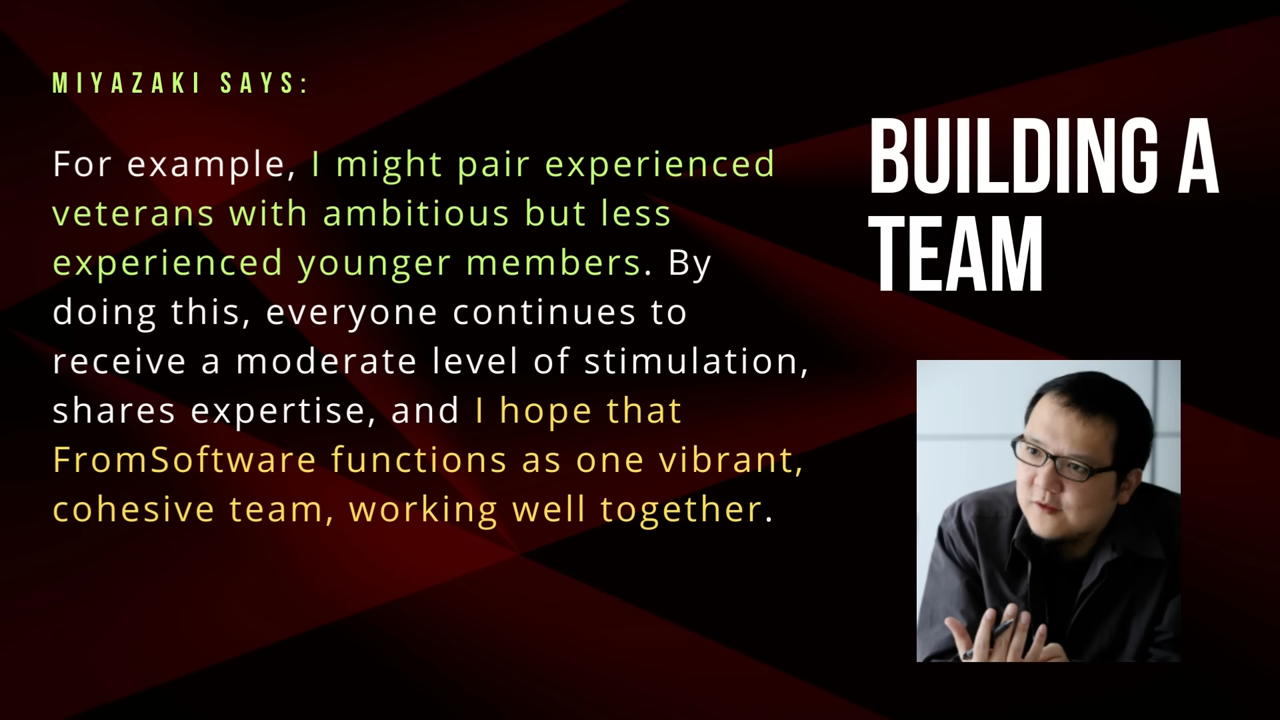 MIYAZAKI SAYS:
For example, I might pair experienced
veterans with ambitious but less
experienced younger members. By
doing this, everyone continues to
receive a moderate level of stimulation,
shares expertise, and I hope that
FromSoftware functions as one vibrant,
cohesive team, working well together.
BUILDING A
TEAM